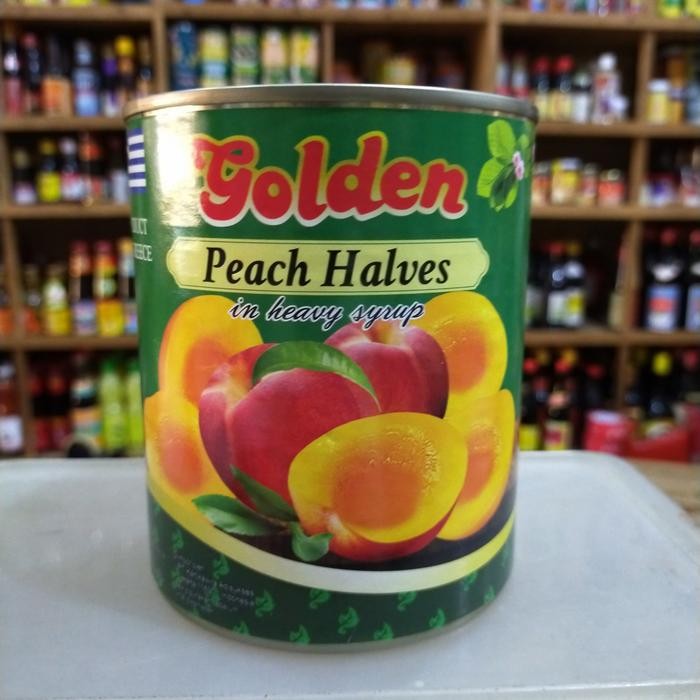 Golden
Peach Halves
in heavy syrup